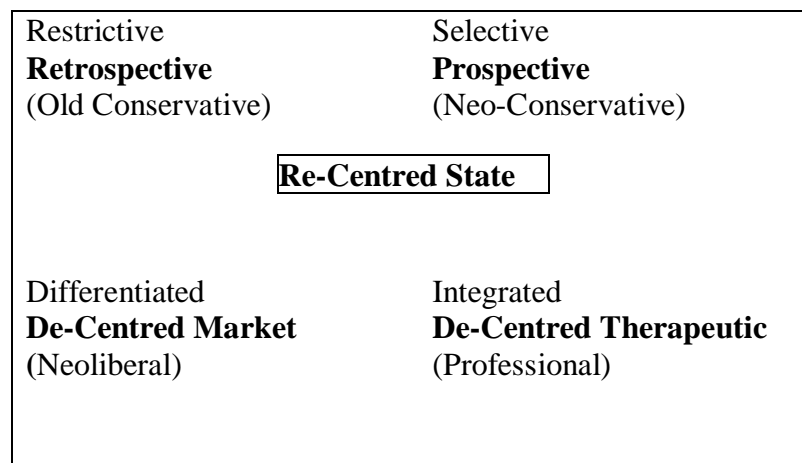 Restrictive Selective
Retrospective Prospective
(Old Conservative) (Neo-Conservative)
Re-Centred State
Differentiated Integrated
De-Centred Market De-Centred Therapeutic
(Neoliberal) (Professional)